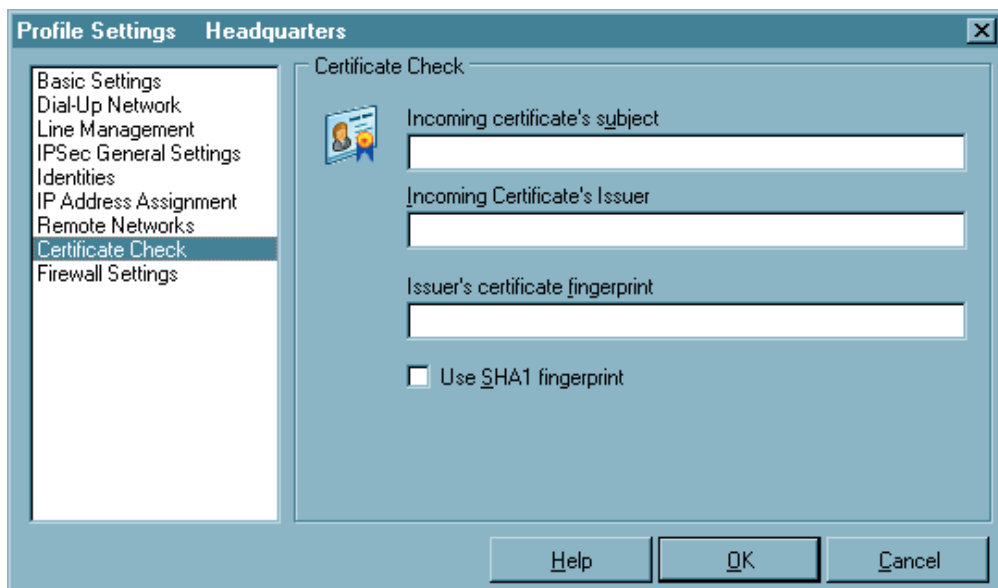 Profile Settings Headquarters
Basic Settings
Dial-Up Network
Line Management
IPSec General Settings
Identities
IP Address Assignment
Remote Networks
Certificate Check
Firewall Settings
Certificate Check
Incoming certificate's subject
Incoming Certificate's Issuer
Issuer's certificate fingerprint
Use SHA1 fingerprint
Help OK Cancel